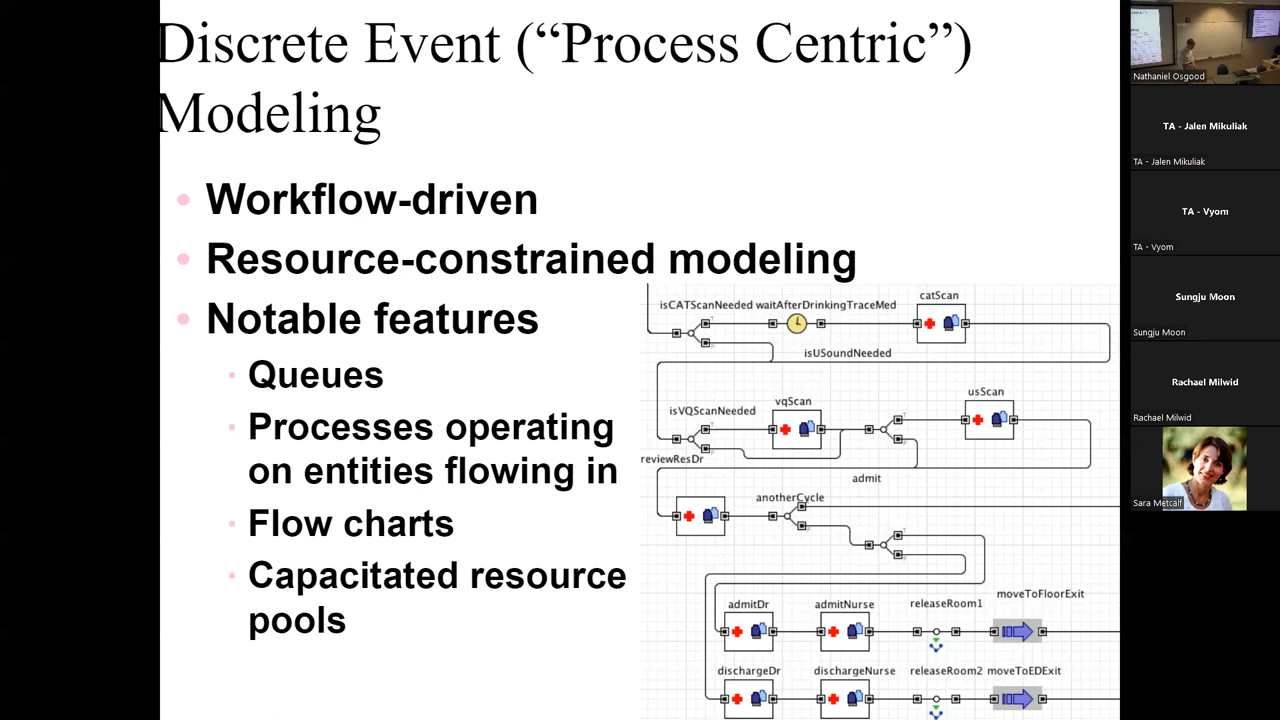 Discrete Event (“Process Centric”)
Modeling
• Workflow-driven
• Resource-constrained modeling
• Notable features
• Queues
• Processes operating
on entities flowing in
• Flow charts
• Capacitated resource
pools
catScan
isCATScanNeeded waitAfterDrinkingTraceMed
isUSoundNeeded
usScan
vqScan
isVQScanNeeded
reviewResDr
admit
anotherCycle
moveToFloorExit
admitDr
admitNurse
releaseRoom1
dischargeDr
dischargeNurse
releaseRoom2
moveToEDExit
Nathaniel Osgood
TA - Jalen Mikuliak
TA - Jalen Mikuliak
TA - Vyom
TA - Vyom
Sungju Moon
Sungju Moon
Rachael Milwid
Rachael Milwid
Sara Metcalf